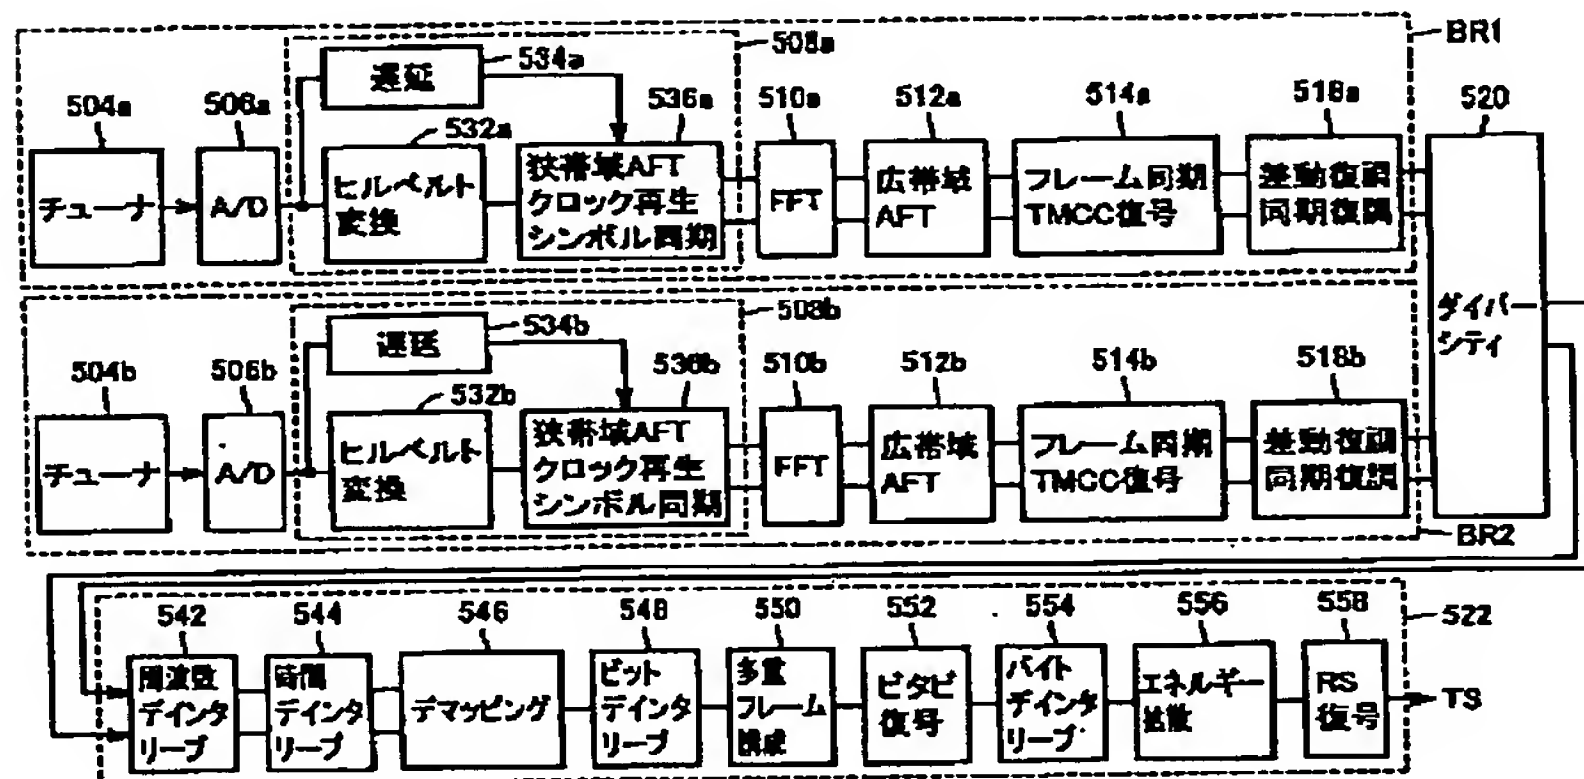 508a
BR1
遅延
534a
504a
506a
532a
536a
510a
512a
514a
518a
520
チューナ
A/D
ヒルベルト
変換
狭帯域AFT
クロック再生
シンボル同期
FFT
広帯域
AFT
フレーム同期
TMCC復号
差動復調
同期復調
ダイバー
シティ
508b
遅延
534b
504b
506b
532b
536b
510b
512b
514b
518b
チューナ
A/D
ヒルベルト
変換
狭帯域AFT
クロック再生
シンボル同期
FFT
広帯域
AFT
フレーム同期
TMCC復号
差動復調
同期復調
BR2
542
544
546
548
550
552
554
556
558
522
周波数
デインタ
リーブ
時間
デインタ
リーブ
デマッピング
ビット
デインタ
リーブ
多重
フレーム
構成
ビタビ
復号
バイト
デインタ
リーブ
エネルギー
拡散
RS
復号
TS